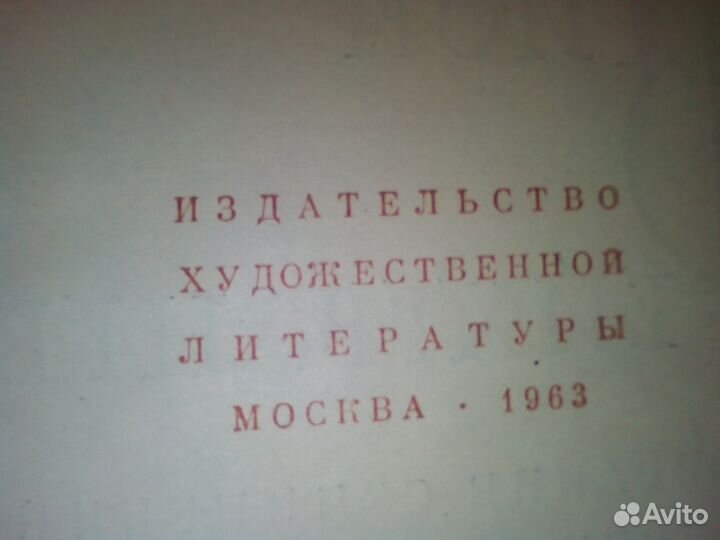 ИЗДАТЕЛЬСТВО
ХУДОЖЕСТВЕННОЙ
ЛИТЕРАТУРЫ
МОСКВА · 1963
Avito